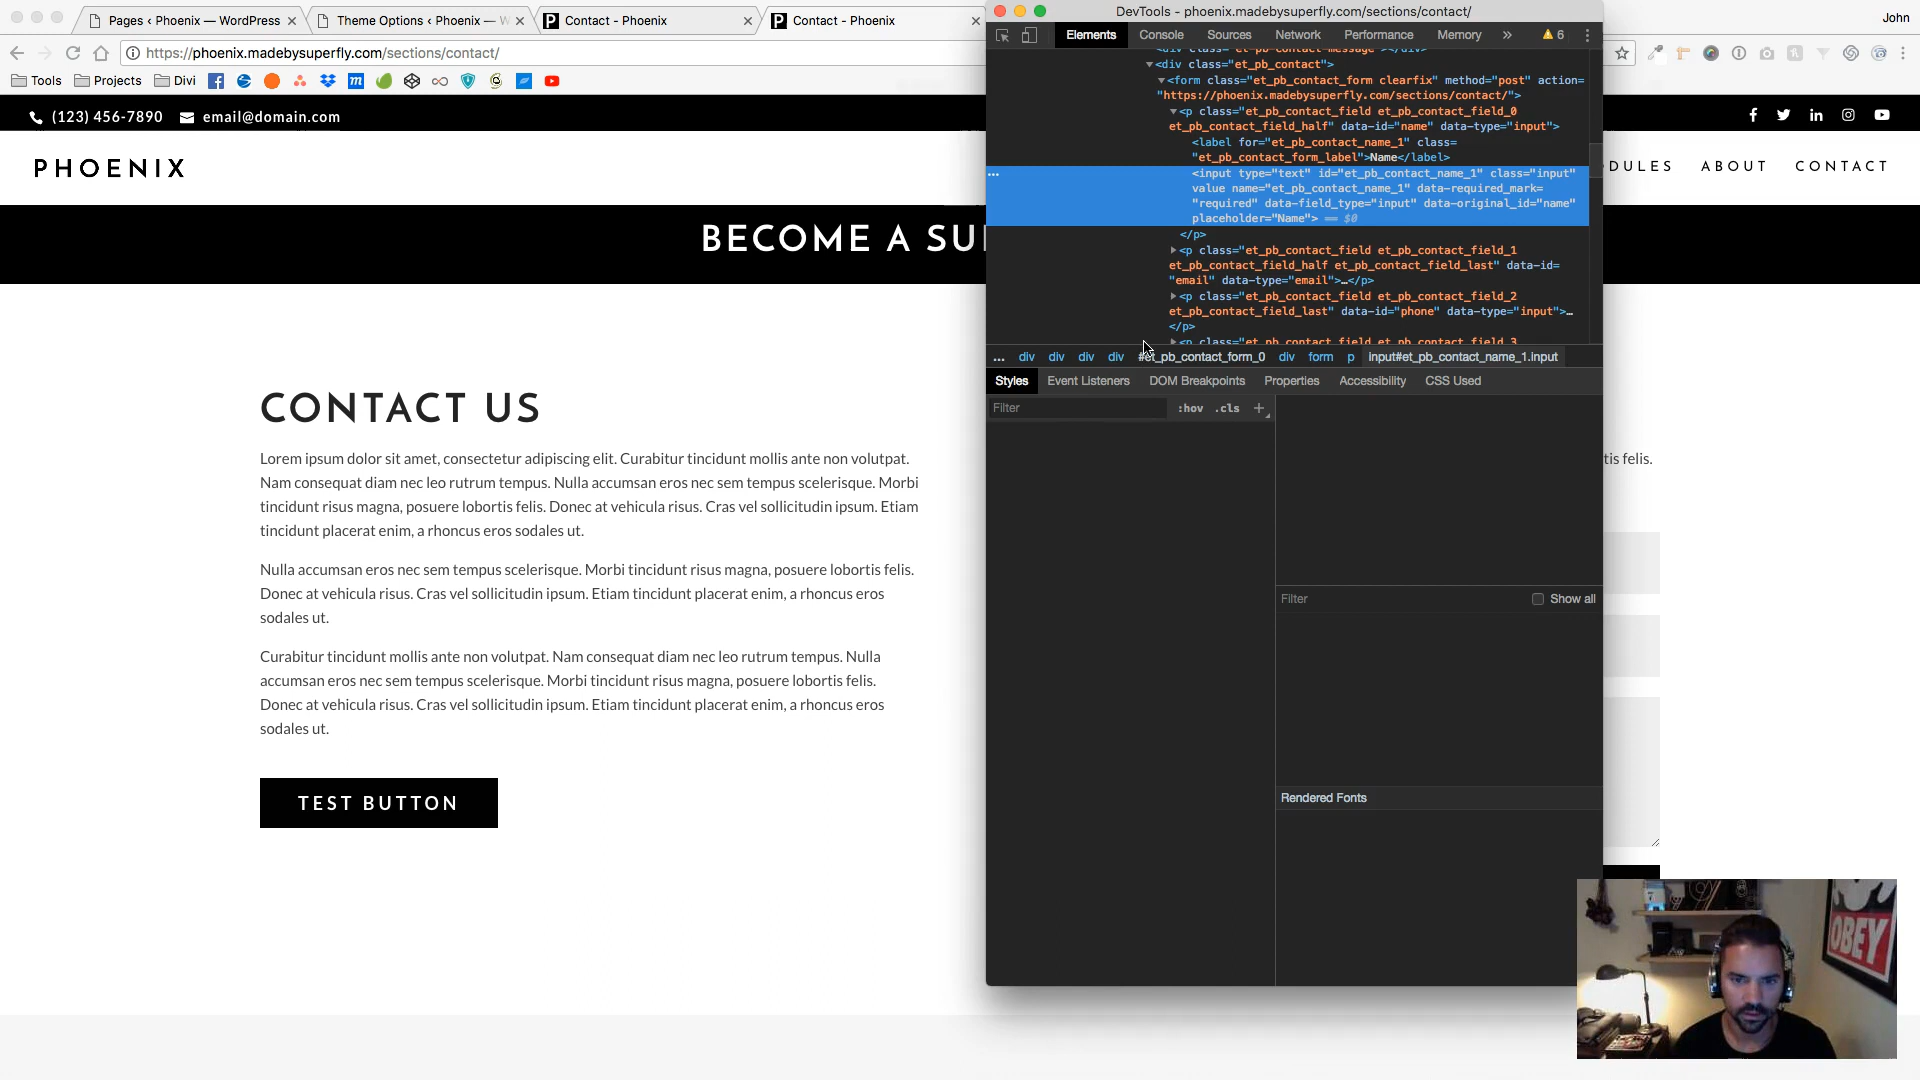 Pages ‹ Phoenix — WordPress
Theme Options ‹ Phoenix — W
Contact - Phoenix
Contact - Phoenix
DevTools - phoenix.madebysuperfly.com/sections/contact/
John
https://phoenix.madebysuperfly.com/sections/contact/
Tools
Projects
Divi
Elements
Console
Sources
Network
Performance
Memory
»
6
(123) 456-7890
email@domain.com
PHOENIX
DULES
ABOUT
CONTACT
BECOME A SU
<div class="et-pb-contact-message"></div>
<div class="et_pb_contact">
<form class="et_pb_contact_form clearfix" method="post" action=
"https://phoenix.madebysuperfly.com/sections/contact/">
<p class="et_pb_contact_field et_pb_contact_field_0
et_pb_contact_field_half" data-id="name" data-type="input">
<label for="et_pb_contact_name_1" class=
"et_pb_contact_form_label">Name</label>
... <input type="text" id="et_pb_contact_name_1" class="input"
value name="et_pb_contact_name_1" data-required_mark=
"required" data-field_type="input" data-original_id="name"
placeholder="Name"> == $0
</p>
<p class="et_pb_contact_field et_pb_contact_field_1
et_pb_contact_field_half et_pb_contact_field_last" data-id=
"email" data-type="email">…</p>
<p class="et_pb_contact_field et_pb_contact_field_2
et_pb_contact_field_last" data-id="phone" data-type="input">…
</p>
<p class="et_pb_contact_field et_pb_contact_field_3
... div div div div #et_pb_contact_form_0 div form p input#et_pb_contact_name_1.input
Styles
Event Listeners
DOM Breakpoints
Properties
Accessibility
CSS Used
Filter
:hov .cls +
Filter
Show all
Rendered Fonts
CONTACT US
Lorem ipsum dolor sit amet, consectetur adipiscing elit. Curabitur tincidunt mollis ante non volutpat.
Nam consequat diam nec leo rutrum tempus. Nulla accumsan eros nec sem tempus scelerisque. Morbi
tincidunt risus magna, posuere lobortis felis. Donec at vehicula risus. Cras vel sollicitudin ipsum. Etiam
tincidunt placerat enim, a rhoncus eros sodales ut.
Nulla accumsan eros nec sem tempus scelerisque. Morbi tincidunt risus magna, posuere lobortis felis.
Donec at vehicula risus. Cras vel sollicitudin ipsum. Etiam tincidunt placerat enim, a rhoncus eros
sodales ut.
Curabitur tincidunt mollis ante non volutpat. Nam consequat diam nec leo rutrum tempus. Nulla
accumsan eros nec sem tempus scelerisque. Morbi tincidunt risus magna, posuere lobortis felis.
Donec at vehicula risus. Cras vel sollicitudin ipsum. Etiam tincidunt placerat enim, a rhoncus eros
sodales ut.
TEST BUTTON
tis felis.
OBEY